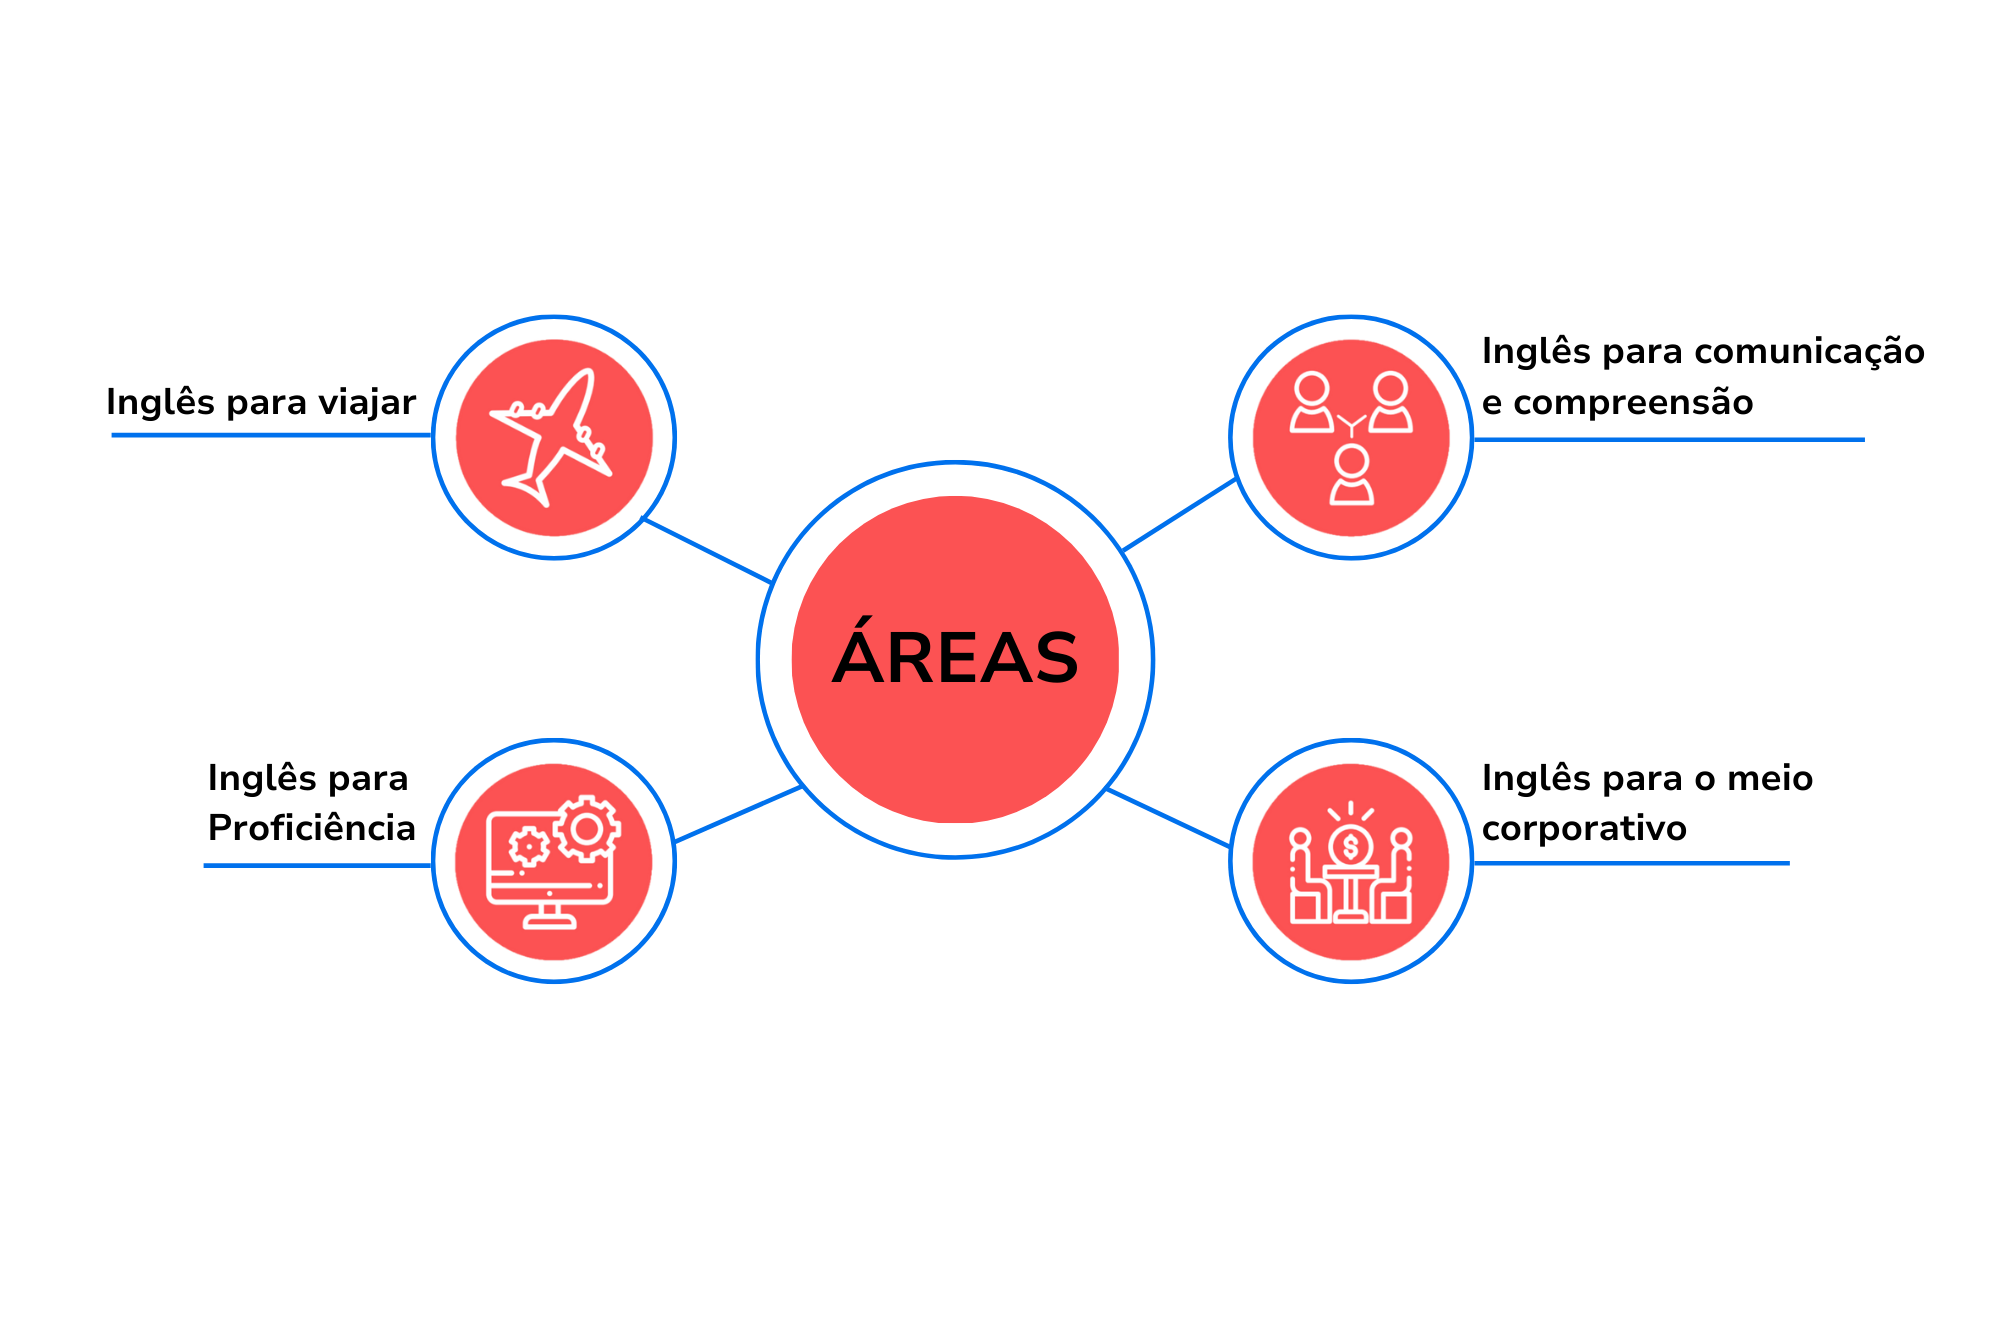 Inglês para viajar
Inglês para comunicação
e compreensão
ÁREAS
Inglês para
Proficiência
Inglês para o meio
corporativo